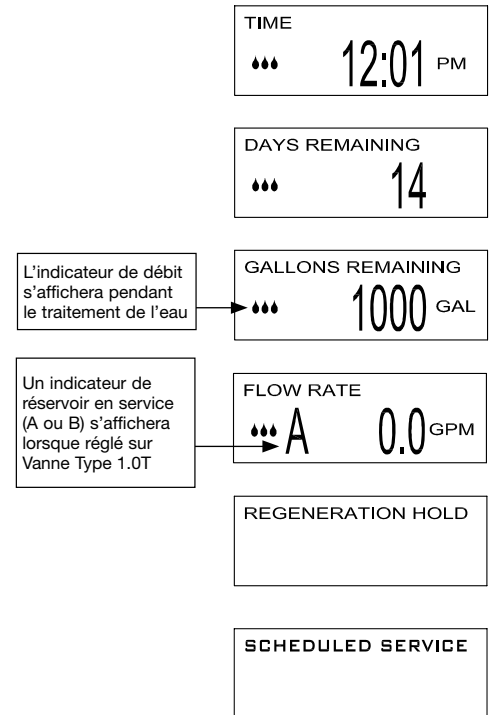 TIME
12:01 PM
DAYS REMAINING
14
L'indicateur de débit
s'affichera pendant
le traitement de l'eau
GALLONS REMAINING
1000 GAL
Un indicateur de
réservoir en service
(A ou B) s'affichera
lorsque réglé sur
Vanne Type 1.0T
FLOW RATE
A 0.0 GPM
REGENERATION HOLD
SCHEDULED SERVICE